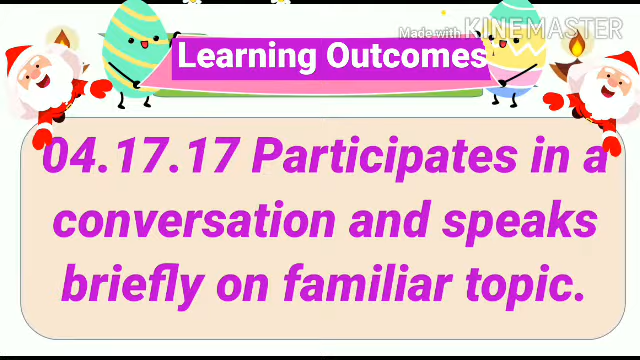 Made with KINEMASTER
Learning Outcomes
04.17.17 Participates in a
conversation and speaks
briefly on familiar topic.